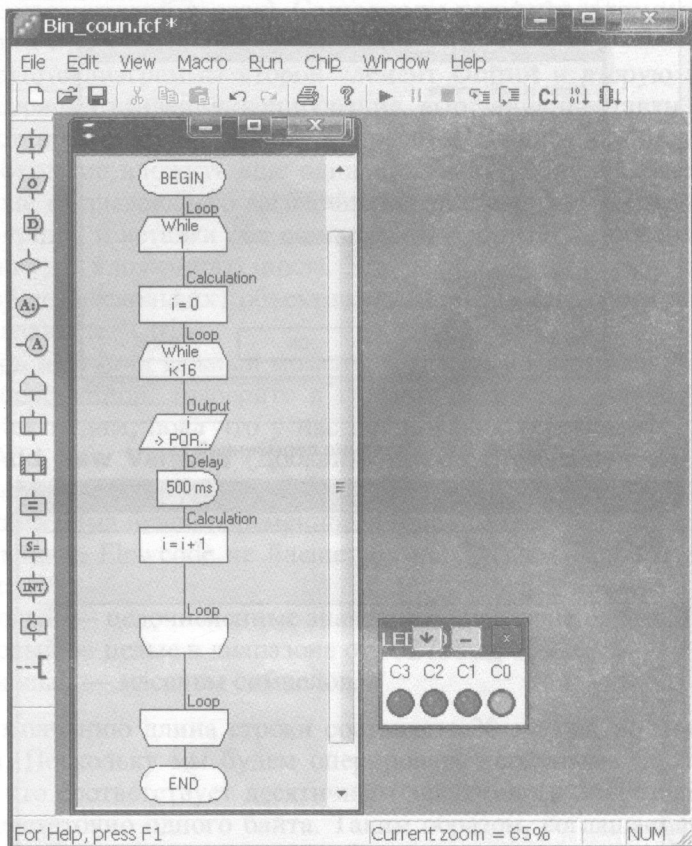 Bin_coun.fcf *
File Edit View Macro Run Chip Window Help
BEGIN
Loop
While
1
Calculation
i = 0
Loop
While
i<16
Output
i
-> POR...
Delay
500 ms
Calculation
i = i + 1
Loop
Loop
END
I
O
D
A:
A
=
S=
INT
C
LED
C3 C2 C1 C0
For Help, press F1
Current zoom = 65%
NUM